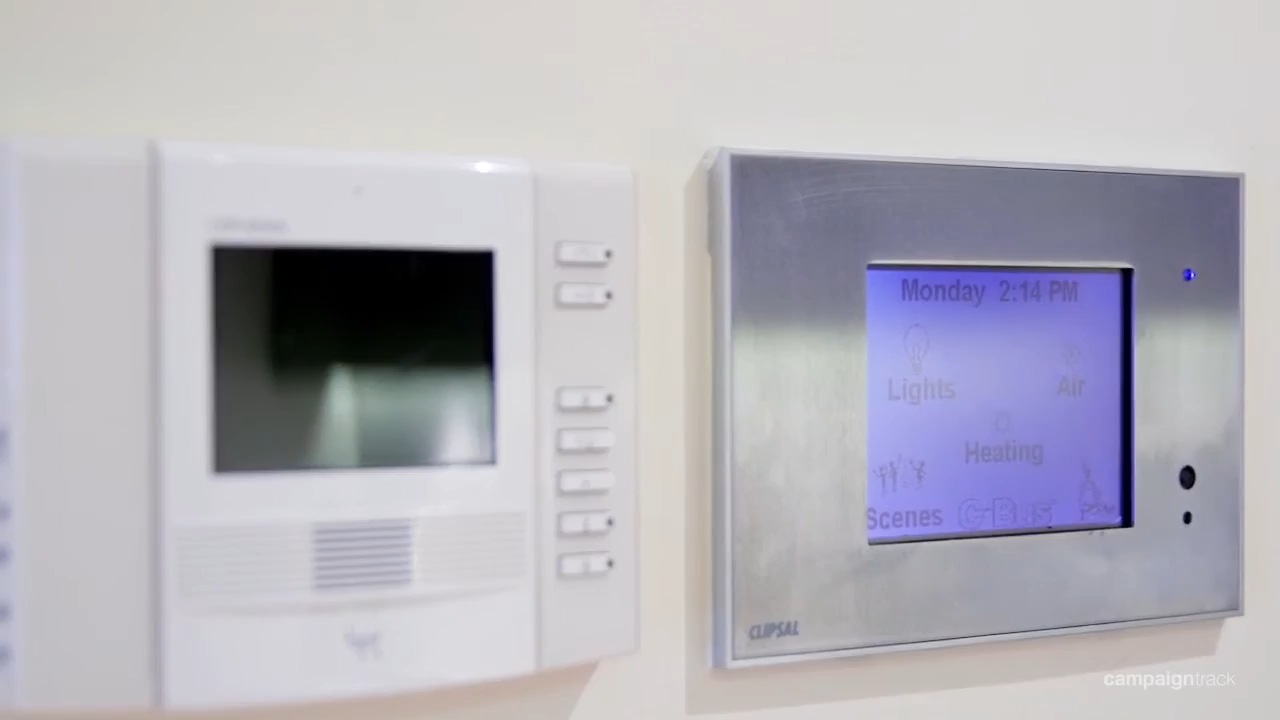 Monday 2:14 PM
Lights
Air
Heating
Scenes
C-Bus
CLIPSAL
campaigntrack